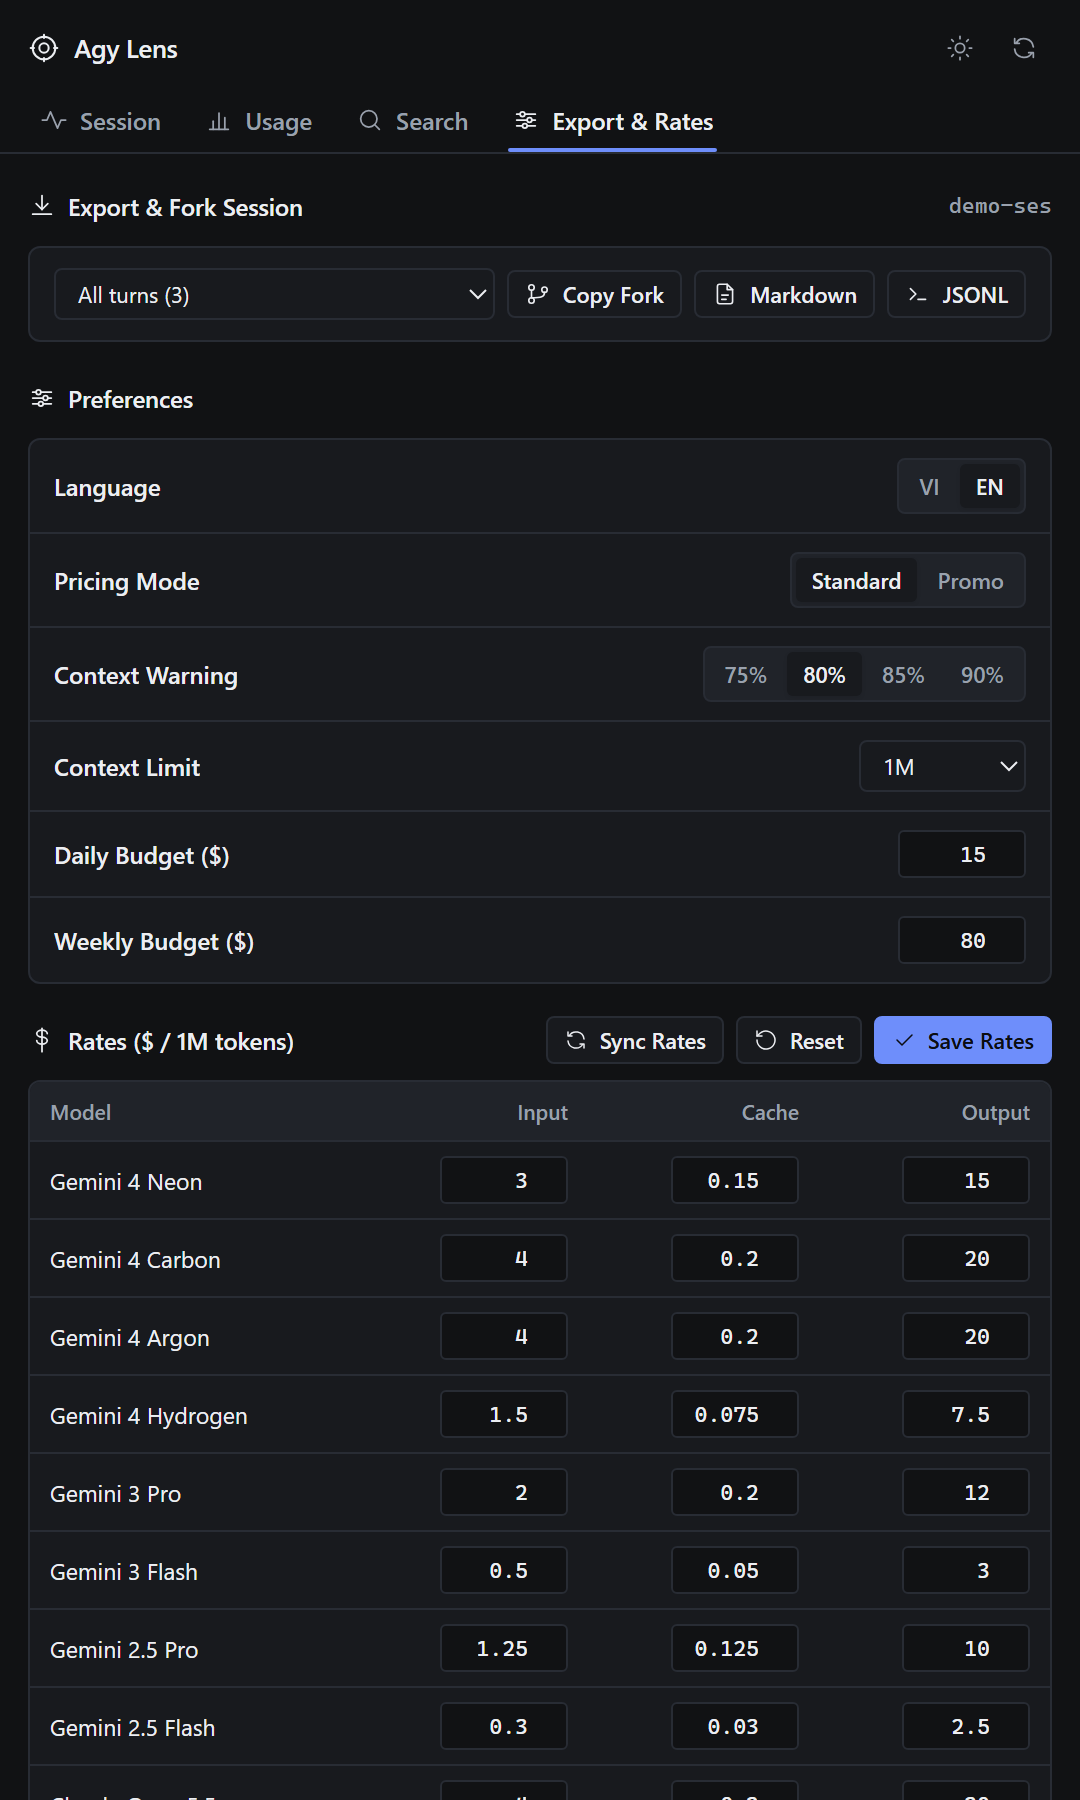 Agy Lens
Session Usage Search Export & Rates
Export & Fork Session demo-ses
All turns (3) Copy Fork Markdown JSONL
Preferences
Language VI EN
Pricing Mode Standard Promo
Context Warning 75% 80% 85% 90%
Context Limit 1M
Daily Budget ($) 15
Weekly Budget ($) 80
Rates ($ / 1M tokens) Sync Rates Reset Save Rates
Model Input Cache Output
Gemini 4 Neon 3 0.15 15
Gemini 4 Carbon 4 0.2 20
Gemini 4 Argon 4 0.2 20
Gemini 4 Hydrogen 1.5 0.075 7.5
Gemini 3 Pro 2 0.2 12
Gemini 3 Flash 0.5 0.05 3
Gemini 2.5 Pro 1.25 0.125 10
Gemini 2.5 Flash 0.3 0.03 2.5